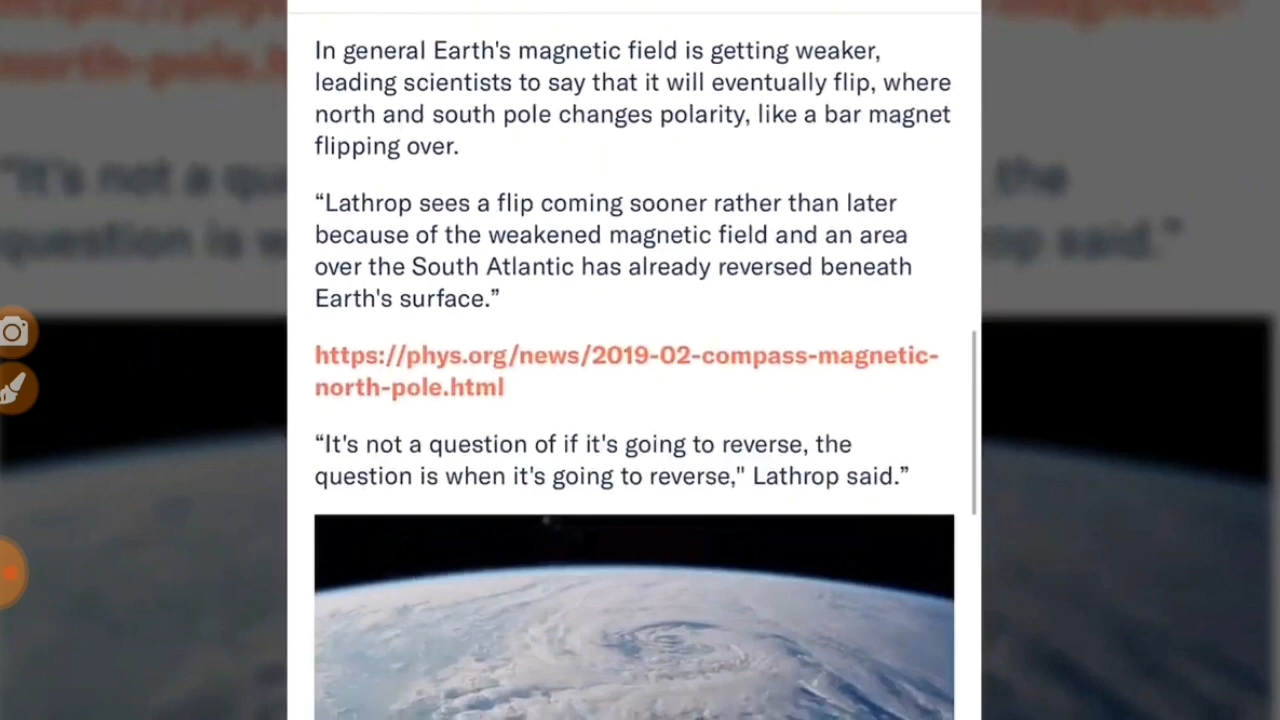 In general Earth's magnetic field is getting weaker,
leading scientists to say that it will eventually flip, where
north and south pole changes polarity, like a bar magnet
flipping over.
“Lathrop sees a flip coming sooner rather than later
because of the weakened magnetic field and an area
over the South Atlantic has already reversed beneath
Earth's surface.”
https://phys.org/news/2019-02-compass-magnetic-
north-pole.html
“It's not a question of if it's going to reverse, the
question is when it's going to reverse," Lathrop said.”